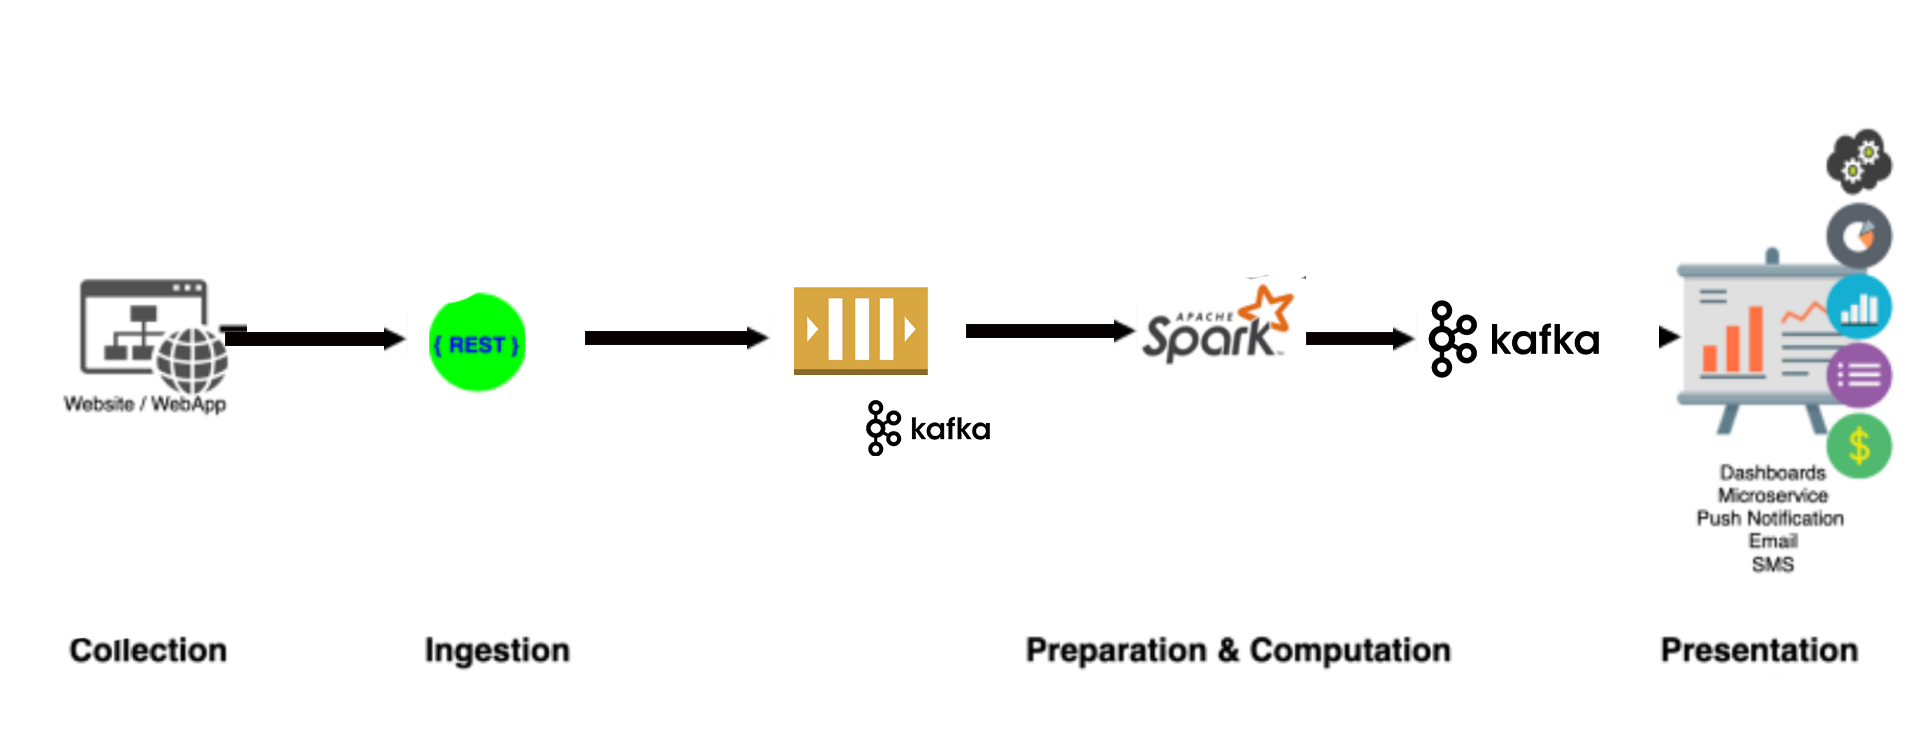 Website / WebApp
{ REST }
kafka
APACHE
Spark
kafka
$
Dashboards
Microservice
Push Notification
Email
SMS
Collection
Ingestion
Preparation & Computation
Presentation